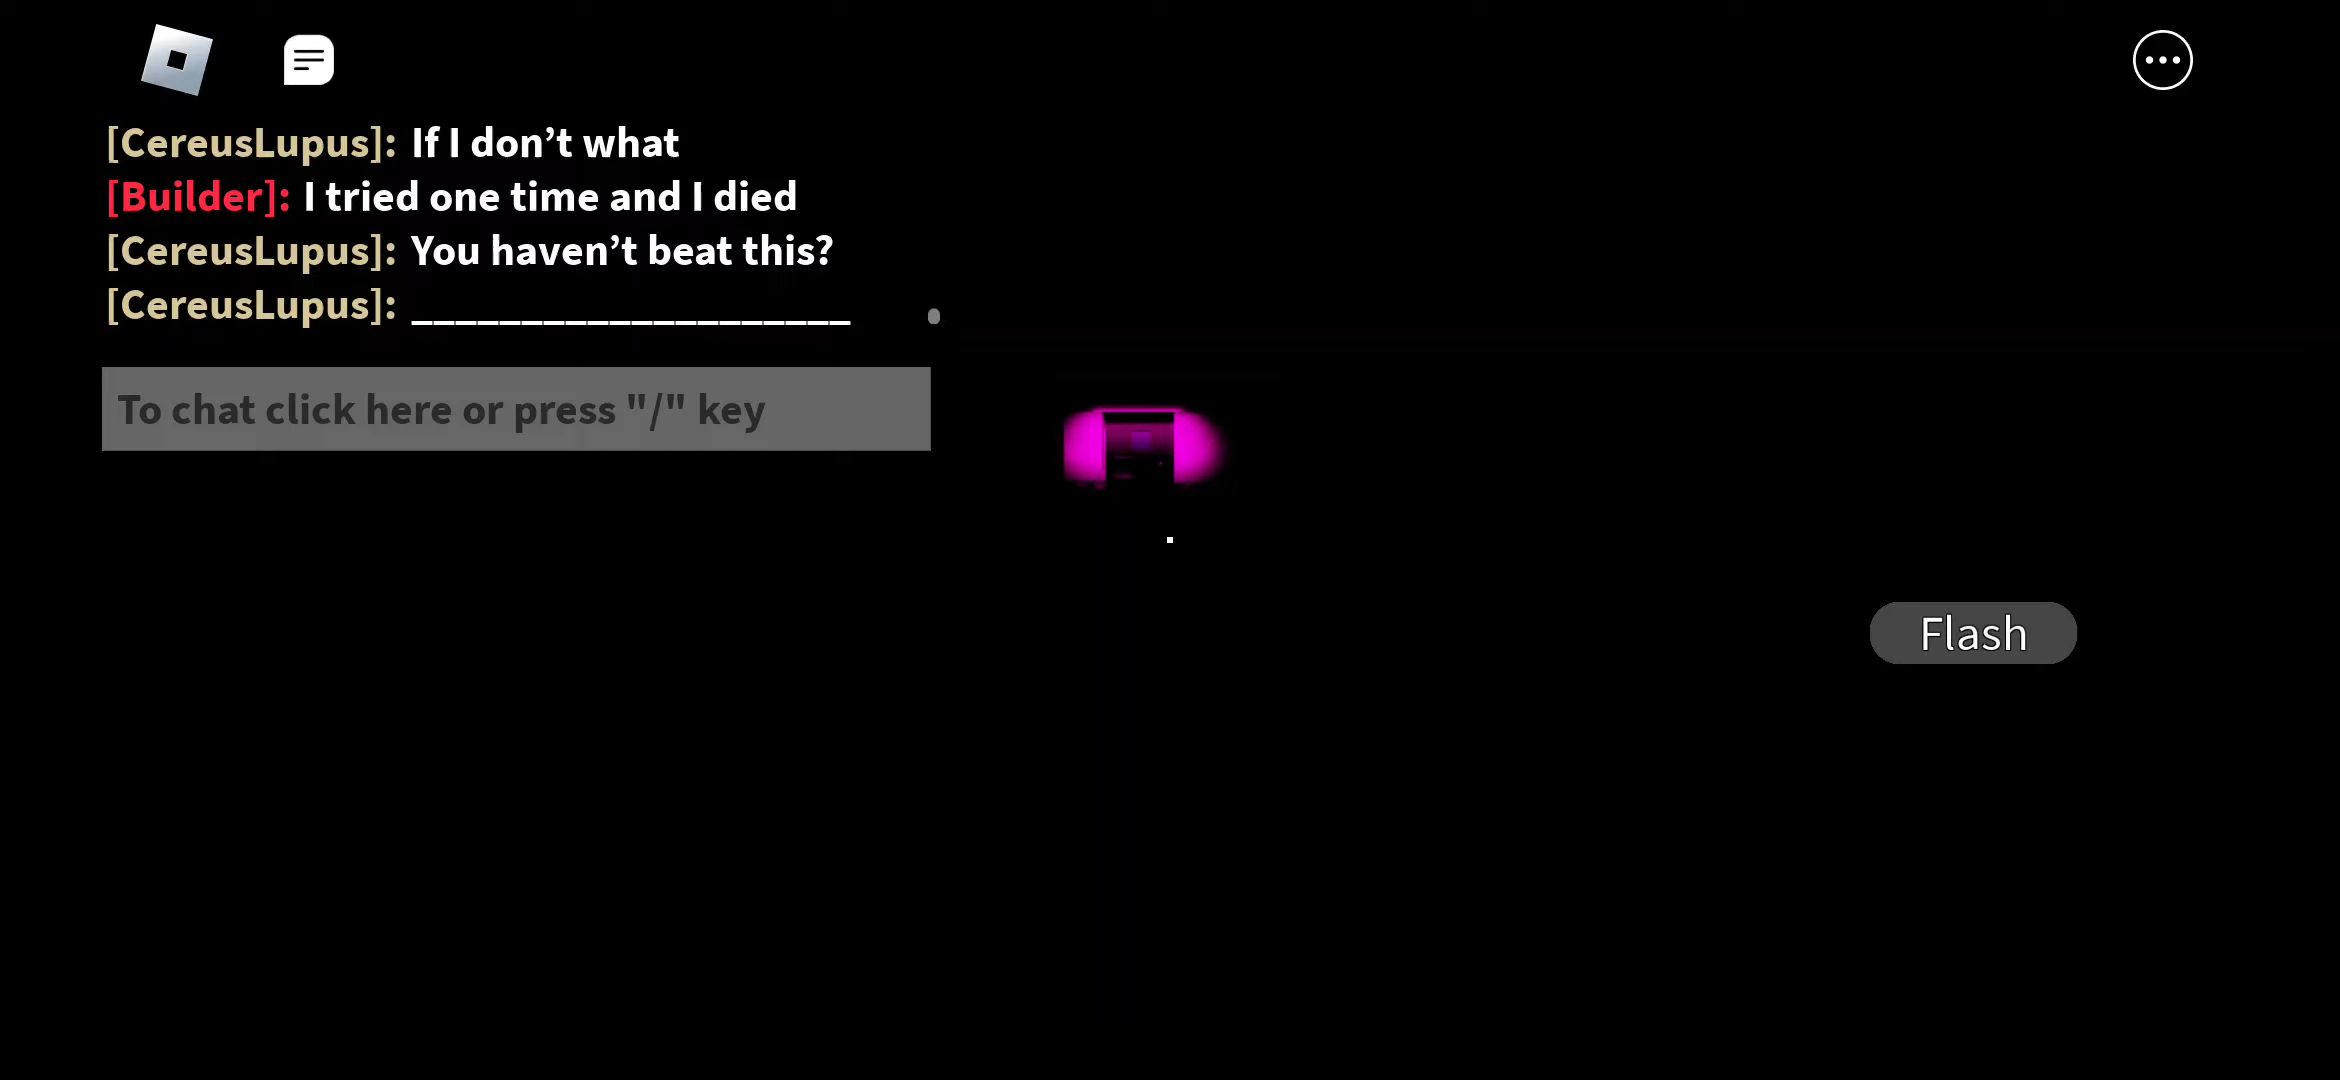 [CereusLupus]: If I don’t what
[Builder]: I tried one time and I died
[CereusLupus]: You haven’t beat this?
[CereusLupus]: ____________________
To chat click here or press "/" key
Flash